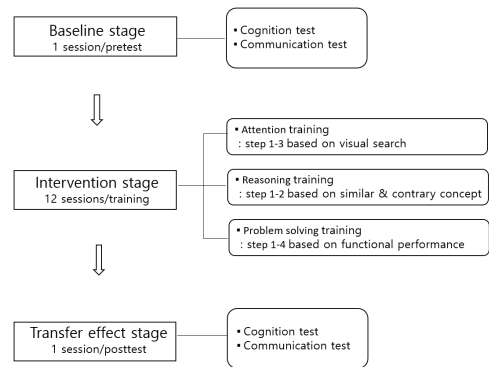 Baseline stage
1 session/pretest
▪ Cognition test
▪ Communication test
▪ Attention training
: step 1-3 based on visual search
Intervention stage
12 sessions/training
▪ Reasoning training
: step 1-2 based on similar & contrary concept
▪ Problem solving training
: step 1-4 based on functional performance
Transfer effect stage
1 session/posttest
▪ Cognition test
▪ Communication test